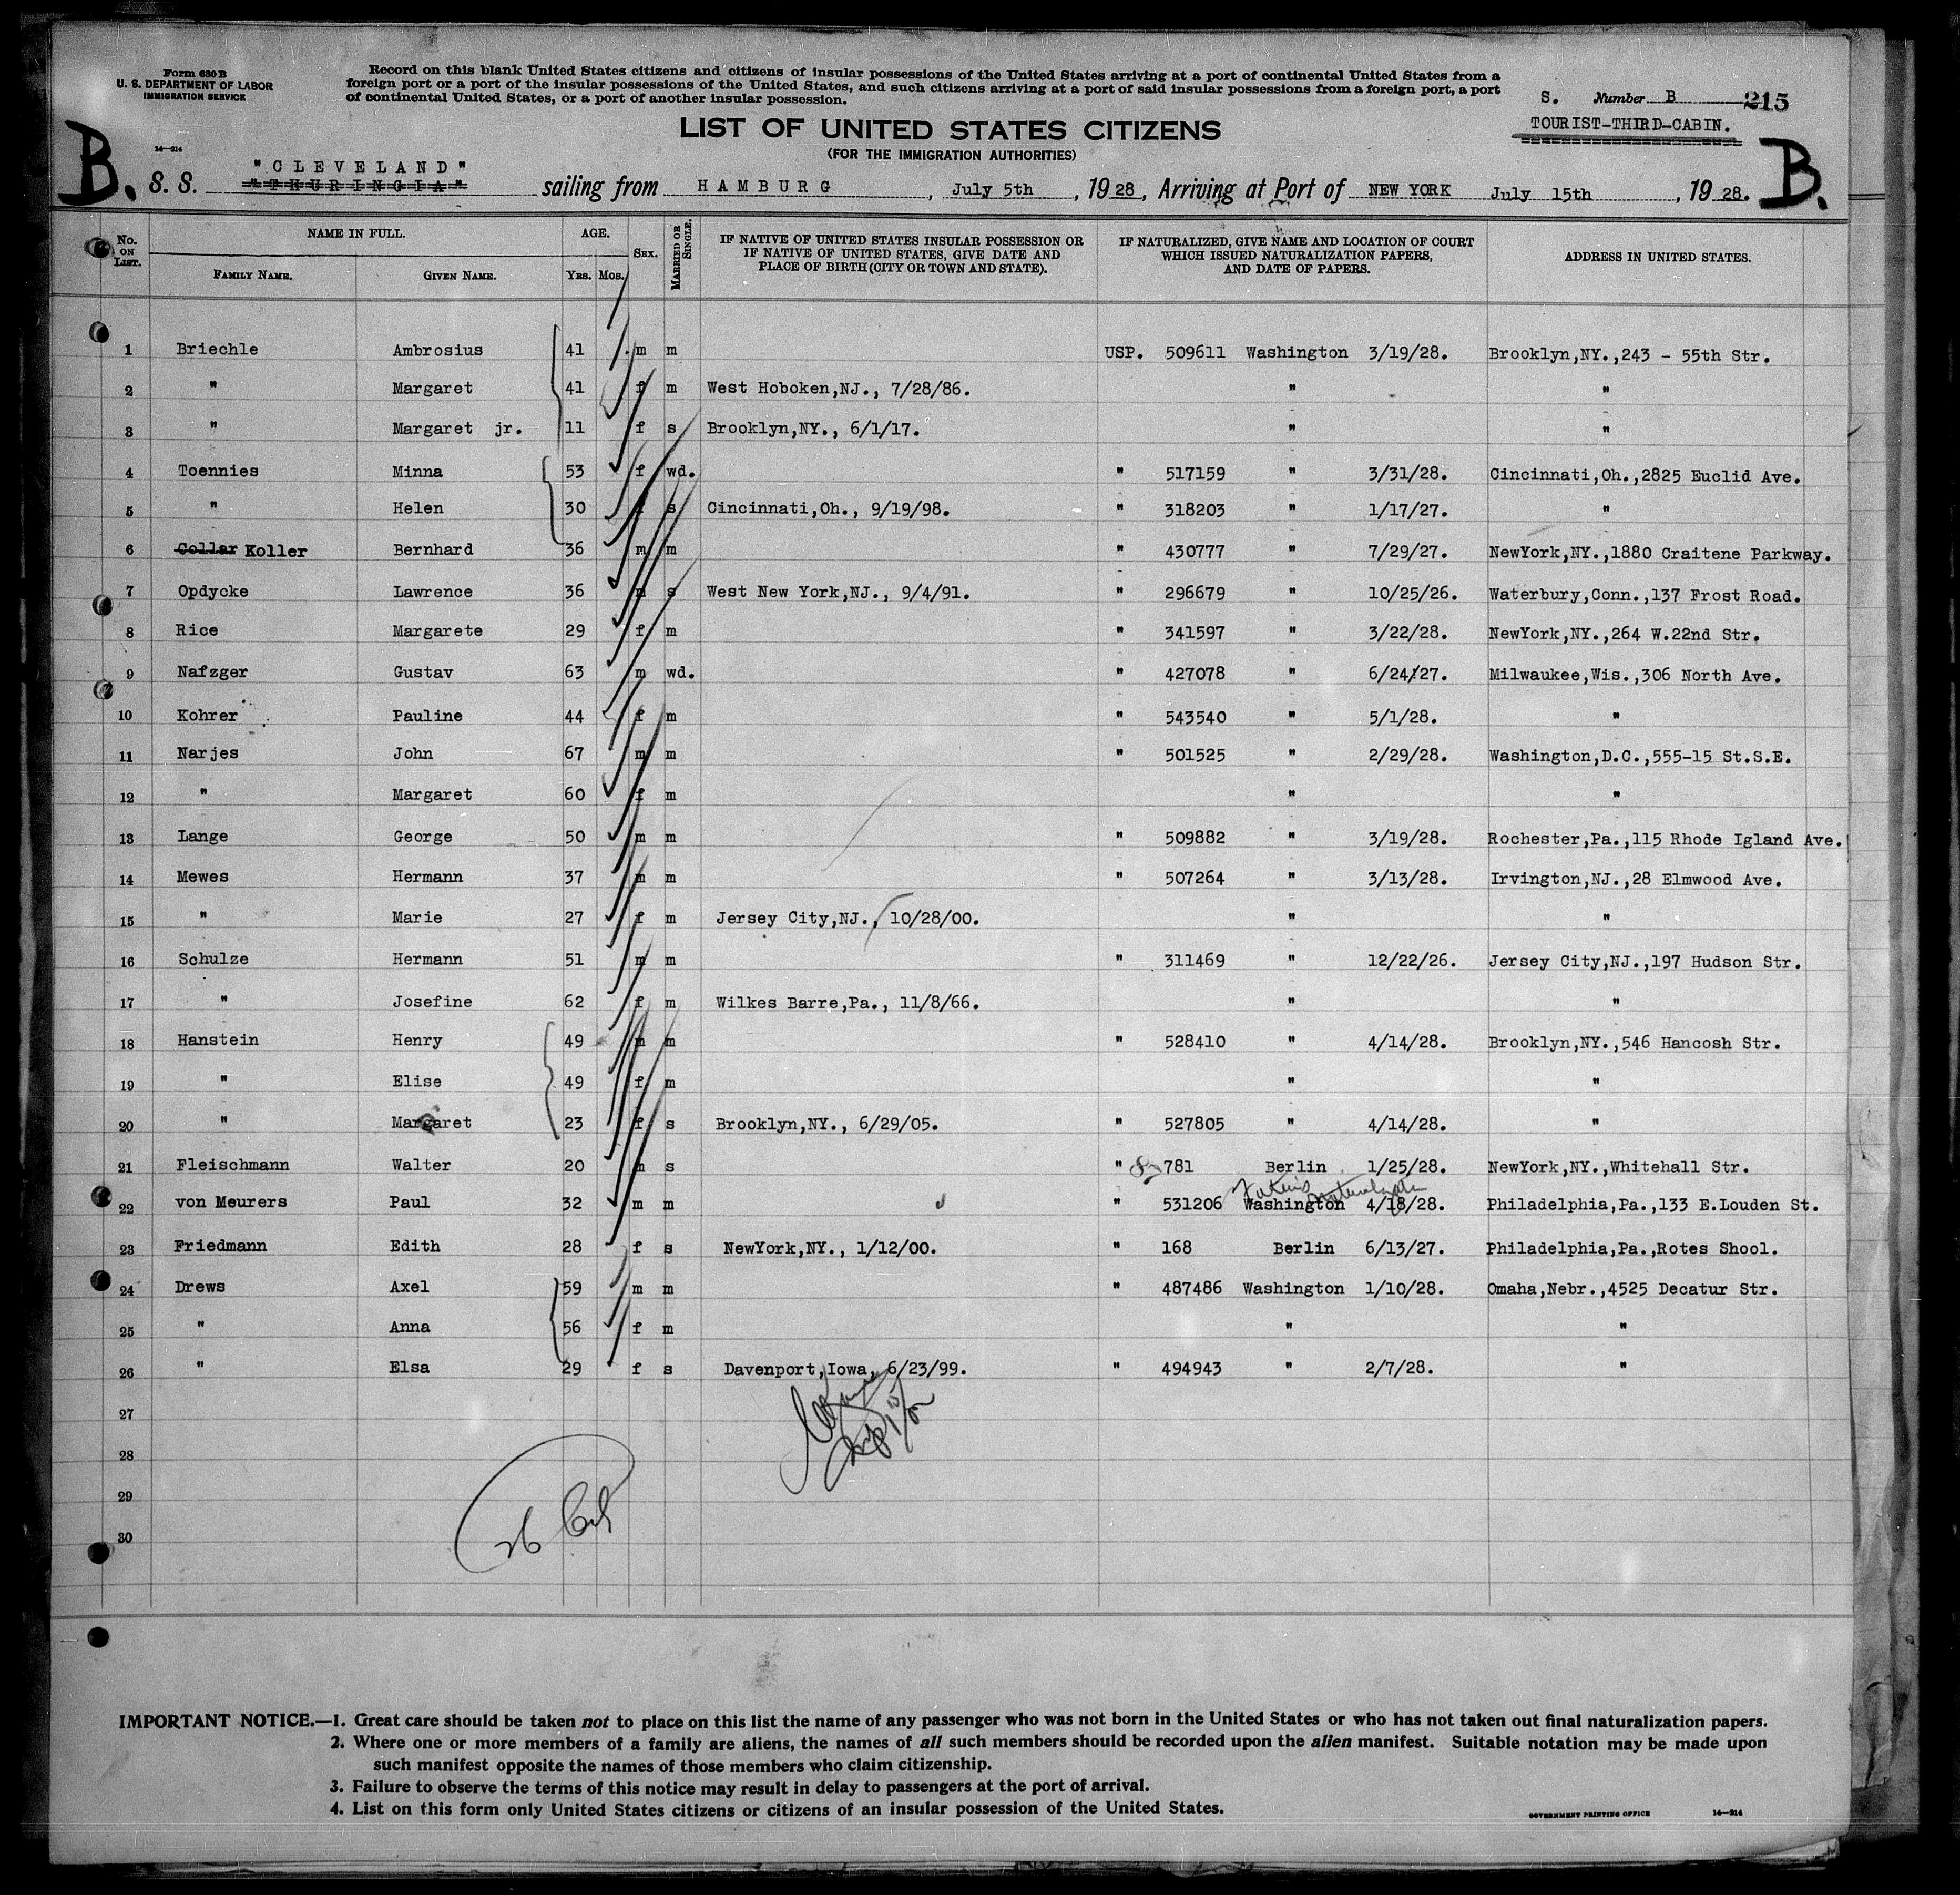 Form 630 B
U. S. DEPARTMENT OF LABOR
IMMIGRATION SERVICE
14—214
Record on this blank United States citizens and citizens of insular possessions of the United States arriving at a port of continental United States from a
foreign port or a port of the insular possessions of the United States, and such citizens arriving at a port of said insular possessions from a foreign port, a port
of continental United States, or a port of another insular possession.
S. Number B 215
TOURIST-THIRD-CABIN.
LIST OF UNITED STATES CITIZENS
(FOR THE IMMIGRATION AUTHORITIES)
B. S. S. "CLEVELAND" "THURINGIA" sailing from HAMBURG, July 5th, 1928, Arriving at Port of NEW YORK July 15th, 1928. B.
No. ON LIST. NAME IN FULL. FAMILY NAME. GIVEN NAME. AGE. YRS. MOS. SEX. MARRIED OR SINGLE. IF NATIVE OF UNITED STATES INSULAR POSSESSION OR IF NATIVE OF UNITED STATES, GIVE DATE AND PLACE OF BIRTH (CITY OR TOWN AND STATE). IF NATURALIZED, GIVE NAME AND LOCATION OF COURT WHICH ISSUED NATURALIZATION PAPERS, AND DATE OF PAPERS. ADDRESS IN UNITED STATES.
1 Briechle Ambrosius 41 m m USP. 509611 Washington 3/19/28. Brooklyn,NY.,243 - 55th Str.
2 " Margaret 41 f m West Hoboken,NJ., 7/28/86. " "
3 " Margaret jr. 11 f s Brooklyn,NY., 6/1/17. " "
4 Toennies Minna 53 f wd. " 517159 " 3/31/28. Cincinnati,Oh.,2825 Euclid Ave.
5 " Helen 30 f s Cincinnati,Oh., 9/19/98. " 318203 " 1/17/27. "
6 Collar Koller Bernhard 36 m m " 430777 " 7/29/27. NewYork,NY.,1880 Craitene Parkway.
7 Opdycke Lawrence 36 m s West New York,NJ., 9/4/91. " 296679 " 10/25/26. Waterbury,Conn.,137 Frost Road.
8 Rice Margarete 29 f m " 341597 " 3/22/28. NewYork,NY.,264 W.22nd Str.
9 Nafzger Gustav 63 m wd. " 427078 " 6/24/27. Milwaukee,Wis.,306 North Ave.
10 Kohrer Pauline 44 f m " 543540 " 5/1/28. "
11 Narjes John 67 m m " 501525 " 2/29/28. Washington,D.C.,555-15 St.S.E.
12 " Margaret 60 f m " "
13 Lange George 50 m m " 509882 " 3/19/28. Rochester,Pa.,115 Rhode Igland Ave.
14 Mewes Hermann 37 m m " 507264 " 3/13/28. Irvington,NJ.,28 Elmwood Ave.
15 " Marie 27 f m Jersey City,NJ., 10/28/00. " "
16 Schulze Hermann 51 m m " 311469 " 12/22/26. Jersey City,NJ.,197 Hudson Str.
17 " Josefine 62 f m Wilkes Barre,Pa., 11/8/66. " "
18 Hanstein Henry 49 m m " 528410 " 4/14/28. Brooklyn,NY.,546 Hancosh Str.
19 " Elise 49 f m " "
20 " Margaret 23 f s Brooklyn,NY., 6/29/05. " 527805 " 4/14/28. "
21 Fleischmann Walter 20 m s " 781 Berlin 1/25/28. NewYork,NY.,Whitehall Str.
22 von Meurers Paul 32 m m " 531206 Washington 4/18/28. Philadelphia,Pa.,133 E.Louden St.
23 Friedmann Edith 28 f s NewYork,NY., 1/12/00. " 168 Berlin 6/13/27. Philadelphia,Pa.,Rotes Shool.
24 Drews Axel 59 m m " 487486 Washington 1/10/28. Omaha,Nebr.,4525 Decatur Str.
25 " Anna 56 f m " "
26 " Elsa 29 f s Davenport,Iowa, 6/23/99. " 494943 " 2/7/28. "
27
28
29
30
26
IMPORTANT NOTICE.—1. Great care should be taken not to place on this list the name of any passenger who was not born in the United States or who has not taken out final naturalization papers.
2. Where one or more members of a family are aliens, the names of all such members should be recorded upon the alien manifest. Suitable notation may be made upon
such manifest opposite the names of those members who claim citizenship.
3. Failure to observe the terms of this notice may result in delay to passengers at the port of arrival.
4. List on this form only United States citizens or citizens of an insular possession of the United States.
GOVERNMENT PRINTING OFFICE 14—214